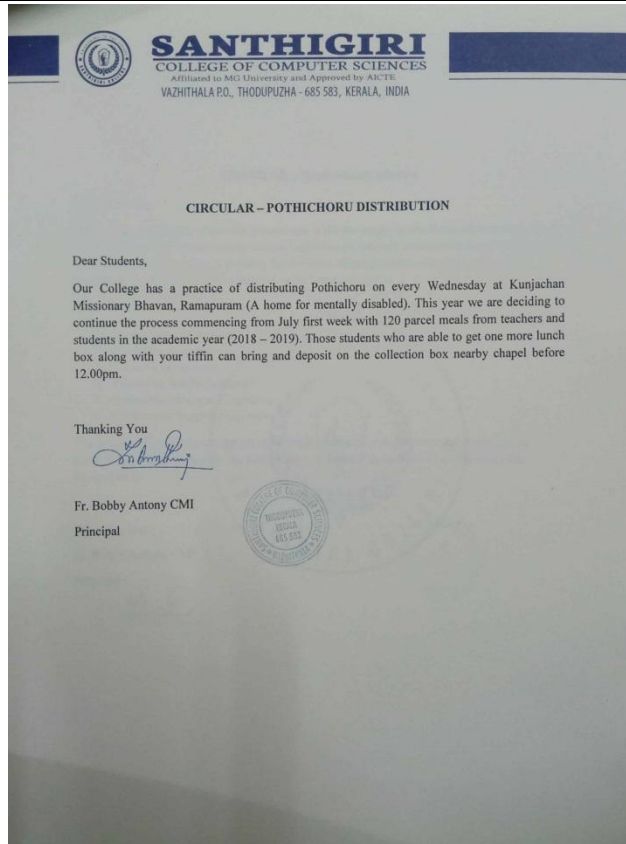 SANTHIGIRI
COLLEGE OF COMPUTER SCIENCES
Affiliated to MG University and Approved by AICTE
VAZHITHALA P.O., THODUPUZHA - 685 583, KERALA, INDIA
CIRCULAR – POTHICHORU DISTRIBUTION
Dear Students,
Our College has a practice of distributing Pothichoru on every Wednesday at Kunjachan
Missionary Bhavan, Ramapuram (A home for mentally disabled). This year we are deciding to
continue the process commencing from July first week with 120 parcel meals from teachers and
students in the academic year (2018 – 2019). Those students who are able to get one more lunch
box along with your tiffin can bring and deposit on the collection box nearby chapel before
12.00pm.
Thanking You
Fr. Bobby Antony CMI
Principal
THODUPUZHA
KERALA
685 583